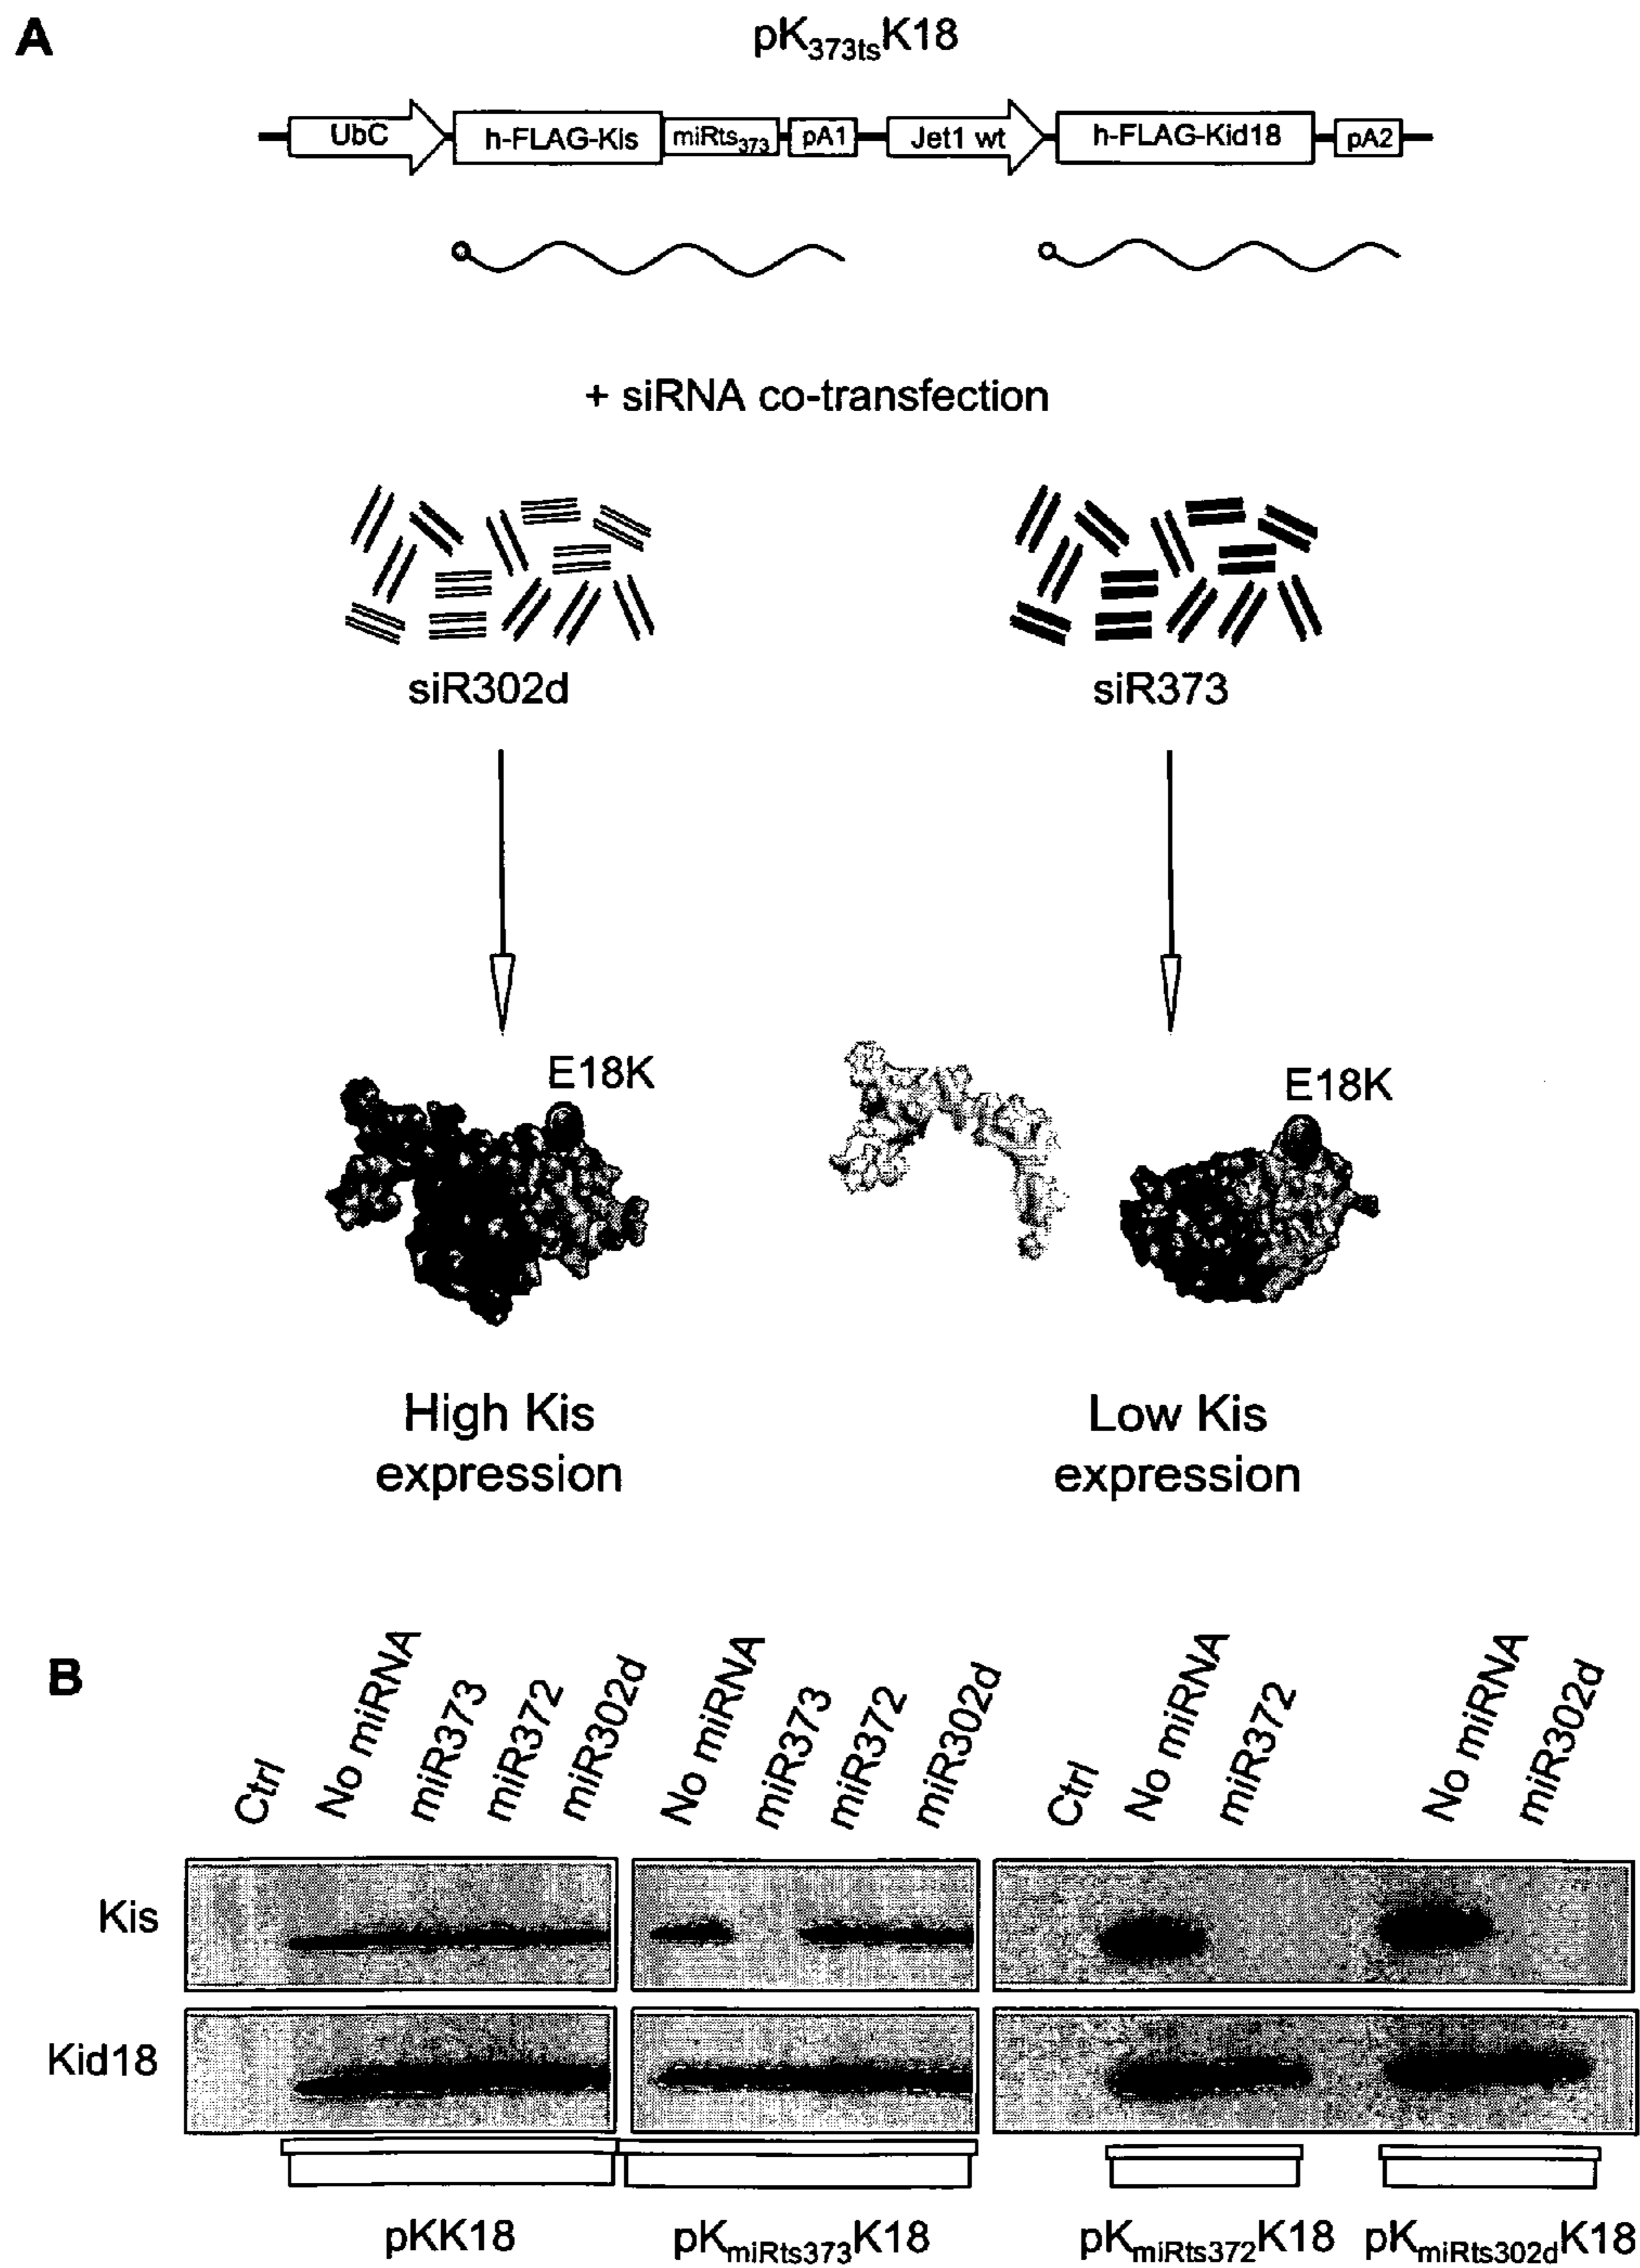 A
pK373tsK18
UbC h-FLAG-Kis miRts373 pA1 Jet1 wt h-FLAG-Kid18 pA2
+ siRNA co-transfection
siR302d siR373
E18K E18K
High Kis
expression
Low Kis
expression
B
Ctrl No miRNA miR373 miR372 miR302d No miRNA miR373 miR372 miR302d Ctrl No miRNA miR372 No miRNA miR302d
Kis
Kid18
pKK18 pKmiRts373K18 pKmiRts372K18 pKmiRts302dK18